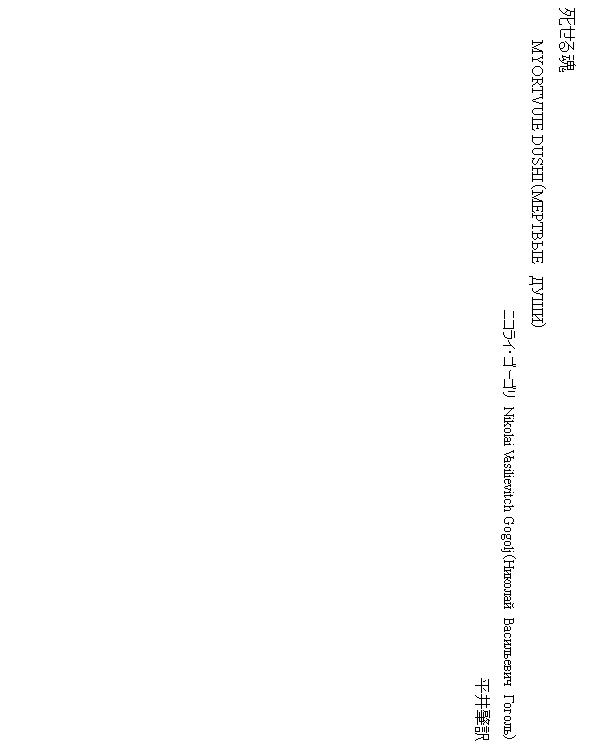 死せる魂
MYORTVUIE DUSHI(МЕРТВЫЕ ДУШИ)
ニコライ・ゴーゴリ Nikolai Vasilievitch Gogolj(Николай Васильевич Гоголь)
平井肇訳